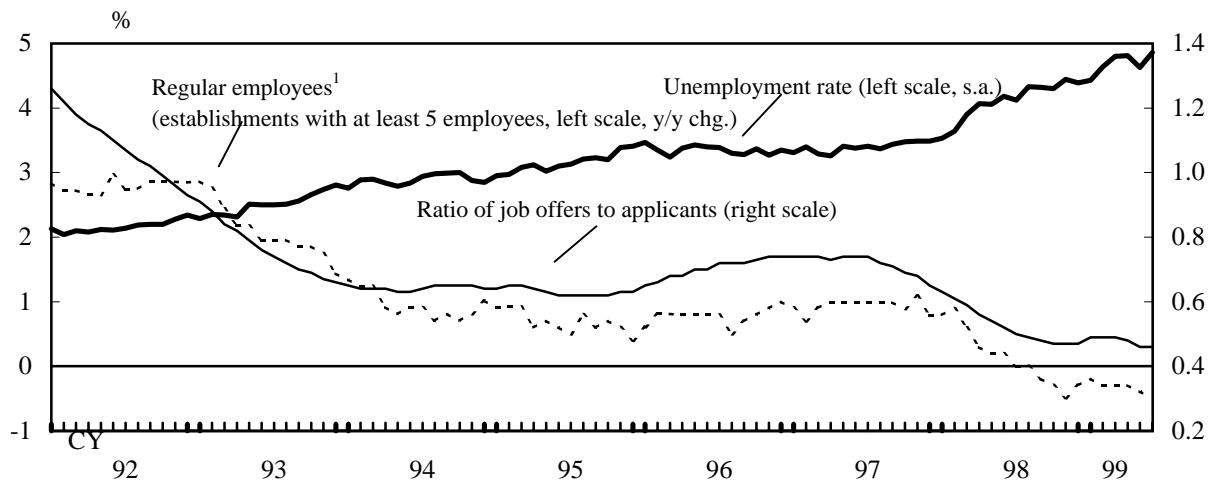 %
5 1.4
Regular employees1 Unemployment rate (left scale, s.a.)
4 (establishments with at least 5 employees, left scale, y/y chg.) 1.2
3 1.0
Ratio of job offers to applicants (right scale)
2 0.8
1 0.6
0 0.4
-1 0.2
CY
92 93 94 95 96 97 98 99